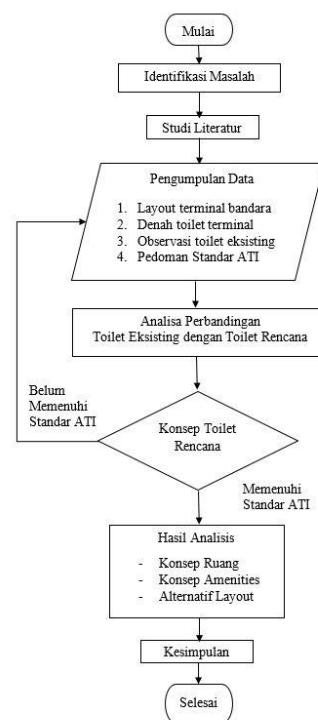 Mulai
Identifikasi Masalah
Studi Literatur
Pengumpulan Data
1. Layout terminal bandara
2. Denah toilet terminal
3. Observasi toilet eksisting
4. Pedoman Standar ATI
Analisa Perbandingan
Toilet Eksisting dengan Toilet Rencana
Belum
Memenuhi
Standar ATI
Konsep Toilet
Rencana
Memenuhi
Standar ATI
Hasil Analisis
- Konsep Ruang
- Konsep Amenities
- Alternatif Layout
Kesimpulan
Selesai